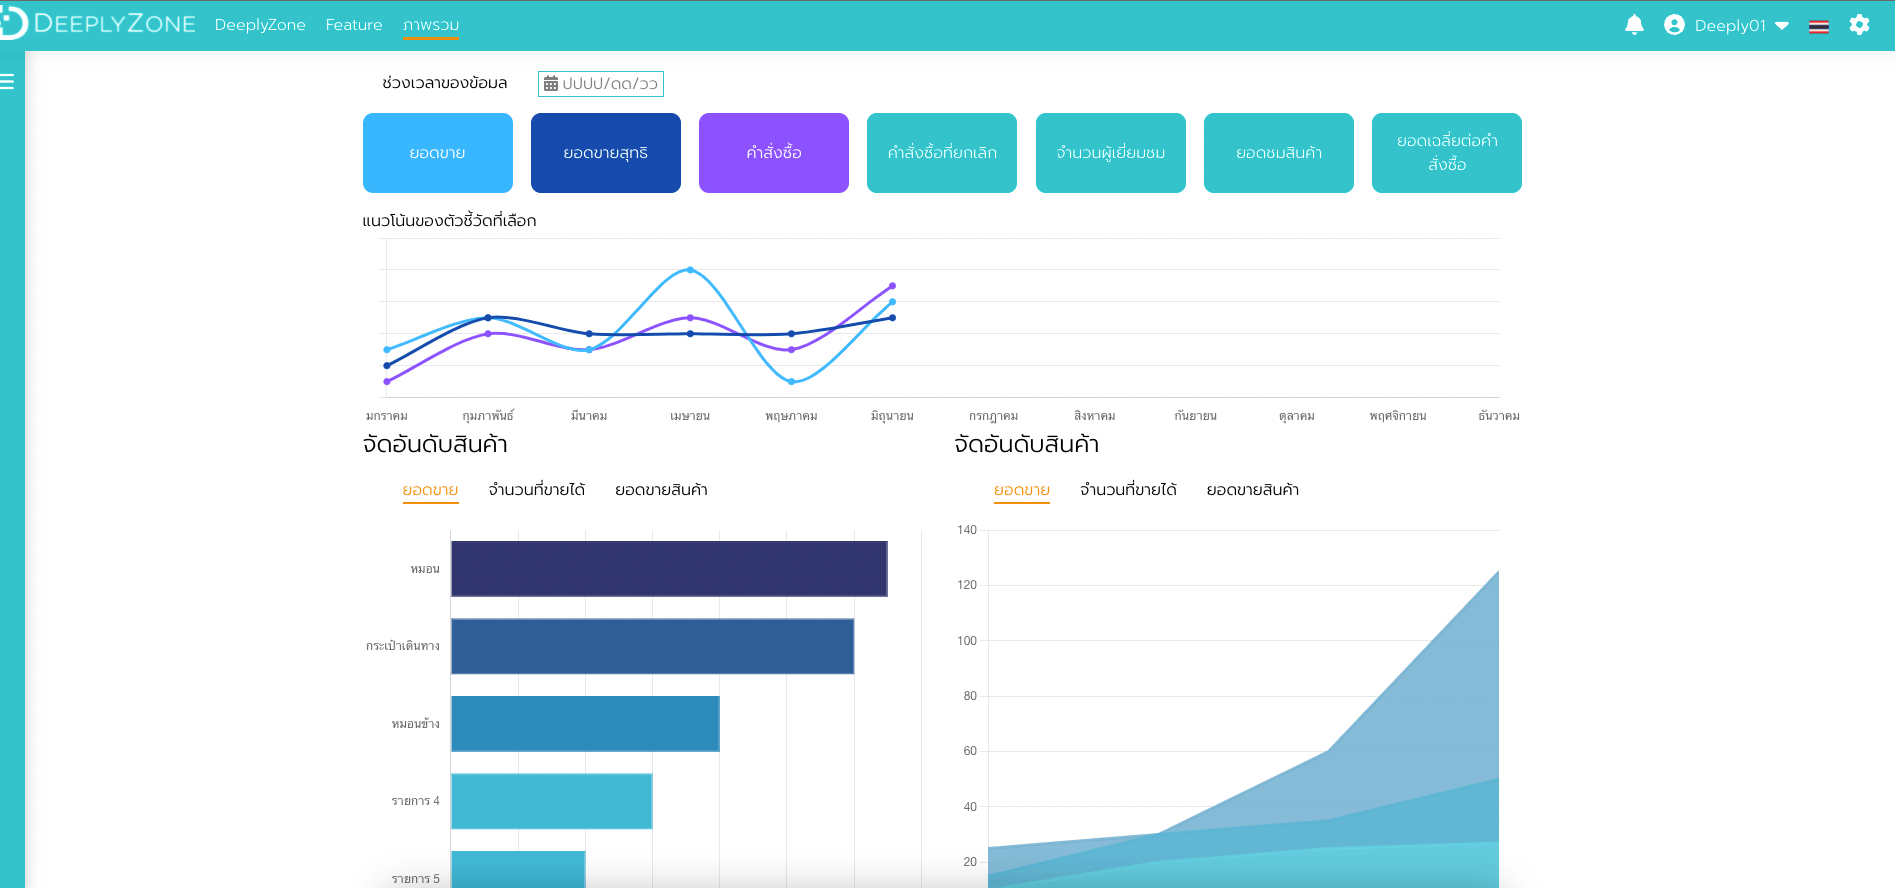 DEEPLYZONE DeeplyZone Feature ภาพรวม Deeply01
ช่วงเวลาของข้อมูล ปปปป/ดด/วว
ยอดขาย ยอดขายสุทธิ คำสั่งซื้อ คำสั่งซื้อที่ยกเลิก จำนวนผู้เยี่ยมชม ยอดชมสินค้า ยอดเฉลี่ยต่อคำ
สั่งซื้อ
แนวโน้มของตัวชี้วัดที่เลือก
มกราคม กุมภาพันธ์ มีนาคม เมษายน พฤษภาคม มิถุนายน กรกฎาคม สิงหาคม กันยายน ตุลาคม พฤศจิกายน ธันวาคม
จัดอันดับสินค้า จัดอันดับสินค้า
ยอดขาย จำนวนที่ขายได้ ยอดขายสินค้า ยอดขาย จำนวนที่ขายได้ ยอดขายสินค้า
หมอน
กระเป๋าเดินทาง
หมอนข้าง
รายการ 4
รายการ 5
140
120
100
80
60
40
20